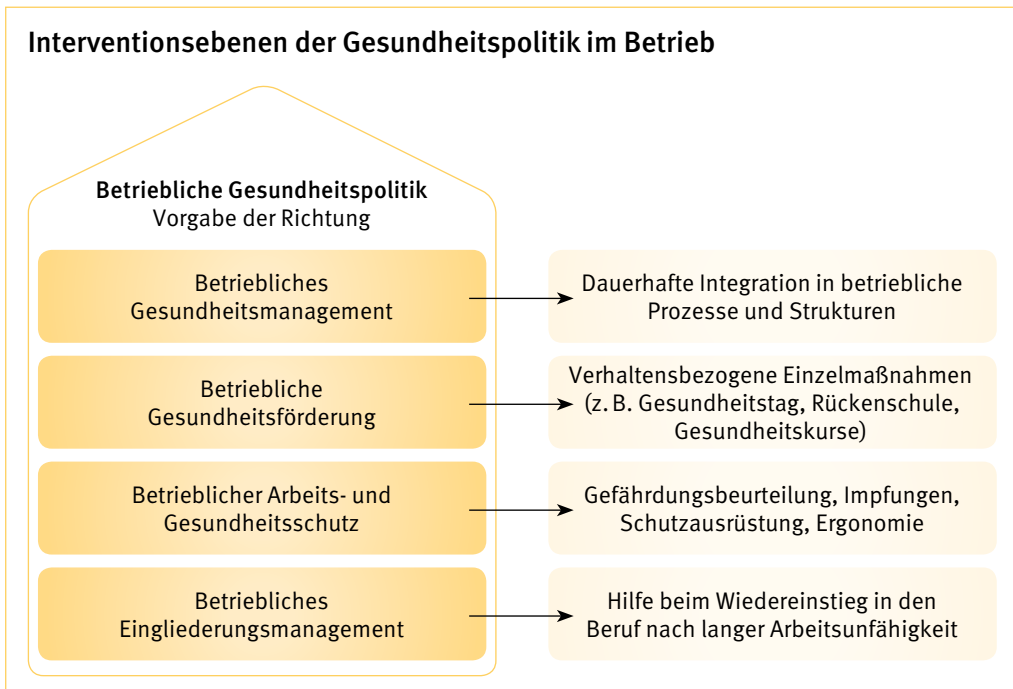 Interventionsebenen der Gesundheitspolitik im Betrieb
Betriebliche Gesundheitspolitik
Vorgabe der Richtung
Betriebliches
Gesundheitsmanagement
Dauerhafte Integration in betriebliche
Prozesse und Strukturen
Betriebliche
Gesundheitsförderung
Verhaltensbezogene Einzelmaßnahmen
(z. B. Gesundheitstag, Rückenschule,
Gesundheitskurse)
Betrieblicher Arbeits- und
Gesundheitsschutz
Gefährdungsbeurteilung, Impfungen,
Schutzausrüstung, Ergonomie
Betriebliches
Eingliederungsmanagement
Hilfe beim Wiedereinstieg in den
Beruf nach langer Arbeitsunfähigkeit